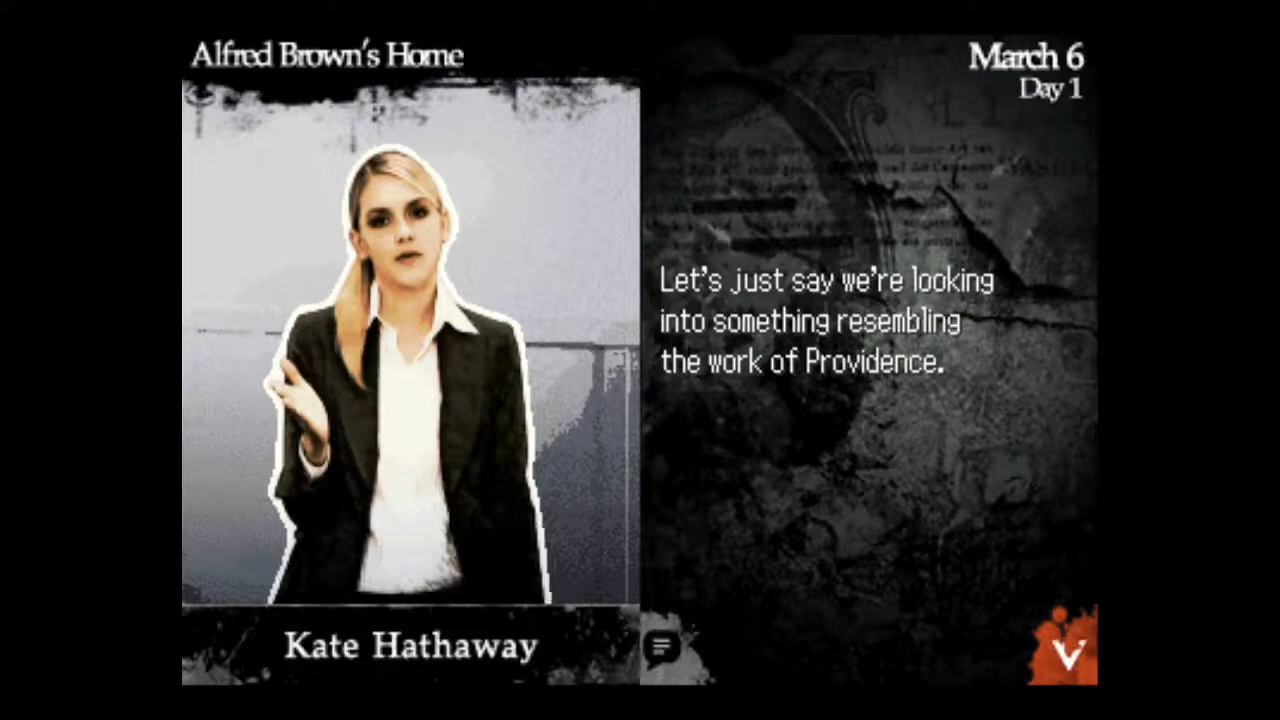 Alfred Brown's Home
March 6
Day 1
Let's just say we're looking
into something resembling
the work of Providence.
Kate Hathaway